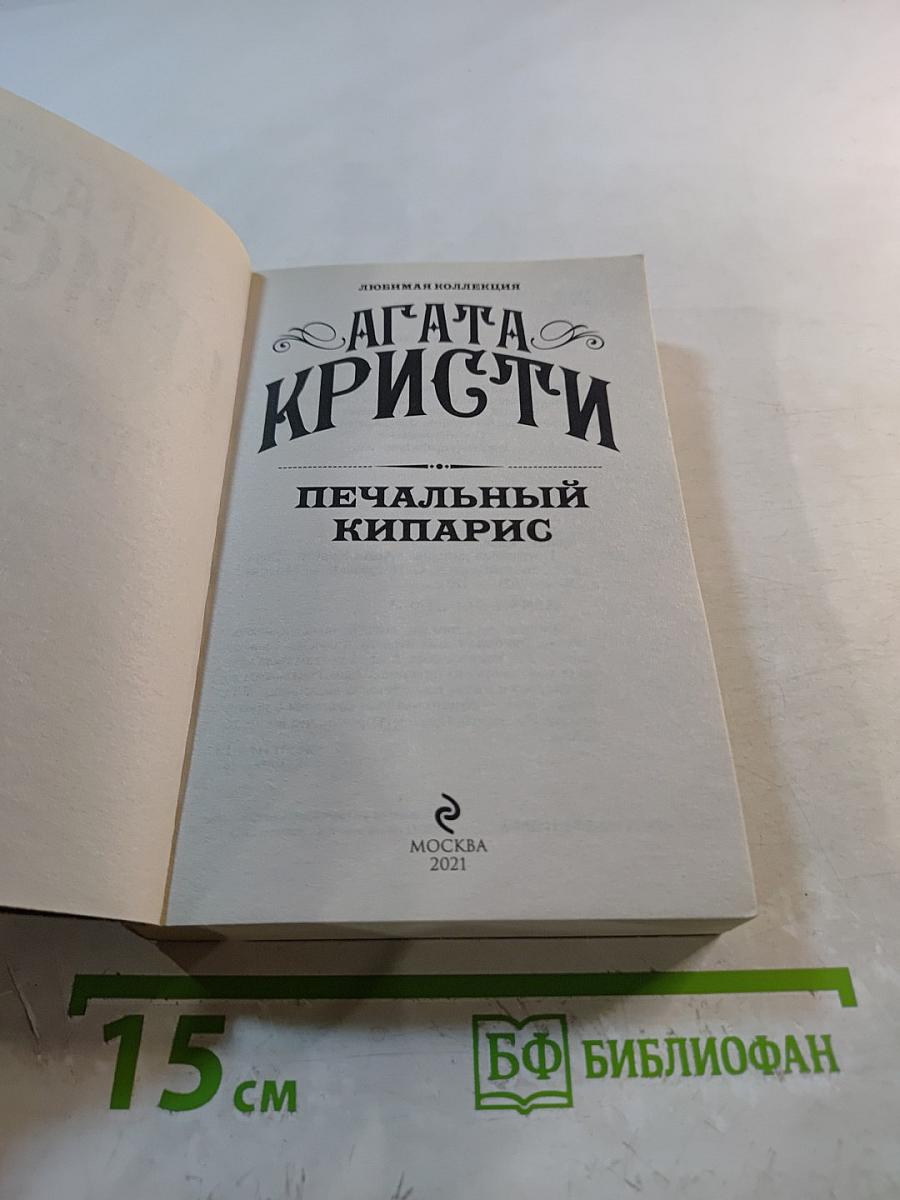 ЛЮБИМАЯ КОЛЛЕКЦИЯ
АГАТА
КРИСТИ
ПЕЧАЛЬНЫЙ
КИПАРИС
МОСКВА
2021
15 см
БФ БИБЛИОФАН